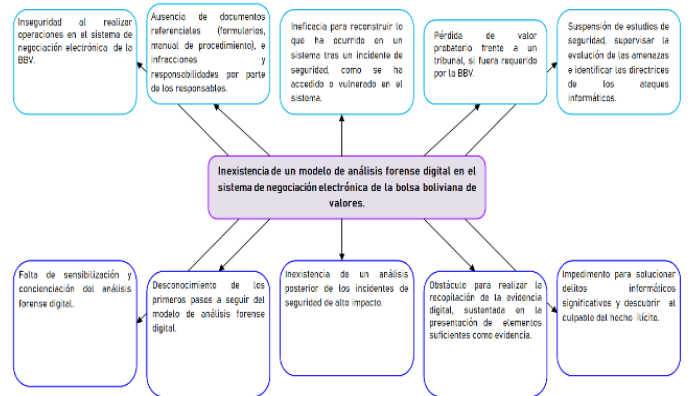 Inseguridad al realizar
operaciones en el sistema de
negociación electrónica de la
BBV.
Ausencia de documentos
referenciales (formularios,
manual de procedimiento), e
infracciones y
responsabilidades por parte
de los responsables.
Ineficacia para reconstruir lo
que ha ocurrido en un
sistema tras un incidente de
seguridad, como se ha
accedido o vulnerado en el
sistema.
Pérdida de valor
probatorio frente a un
tribunal, si fuera requerido
por la BBV.
Suspensión de estudios de
seguridad, supervisar la
evolución de las amenazas
e identificar las directrices
de los ataques
informáticos.
Inexistencia de un modelo de análisis forense digital en el
sistema de negociación electrónica de la bolsa boliviana de
valores.
Falta de sensibilización y
concienciación del análisis
forense digital.
Desconocimiento de los
primeros pasos a seguir del
modelo de análisis forense
digital.
Inexistencia de un análisis
posterior de los incidentes de
seguridad de alto impacto.
Obstáculo para realizar la
recopilación de la evidencia
digital, sustentada en la
presentación de elementos
suficientes como evidencia.
Impedimento para solucionar
delitos informáticos
significativos y descubrir al
culpable del hecho ilícito.